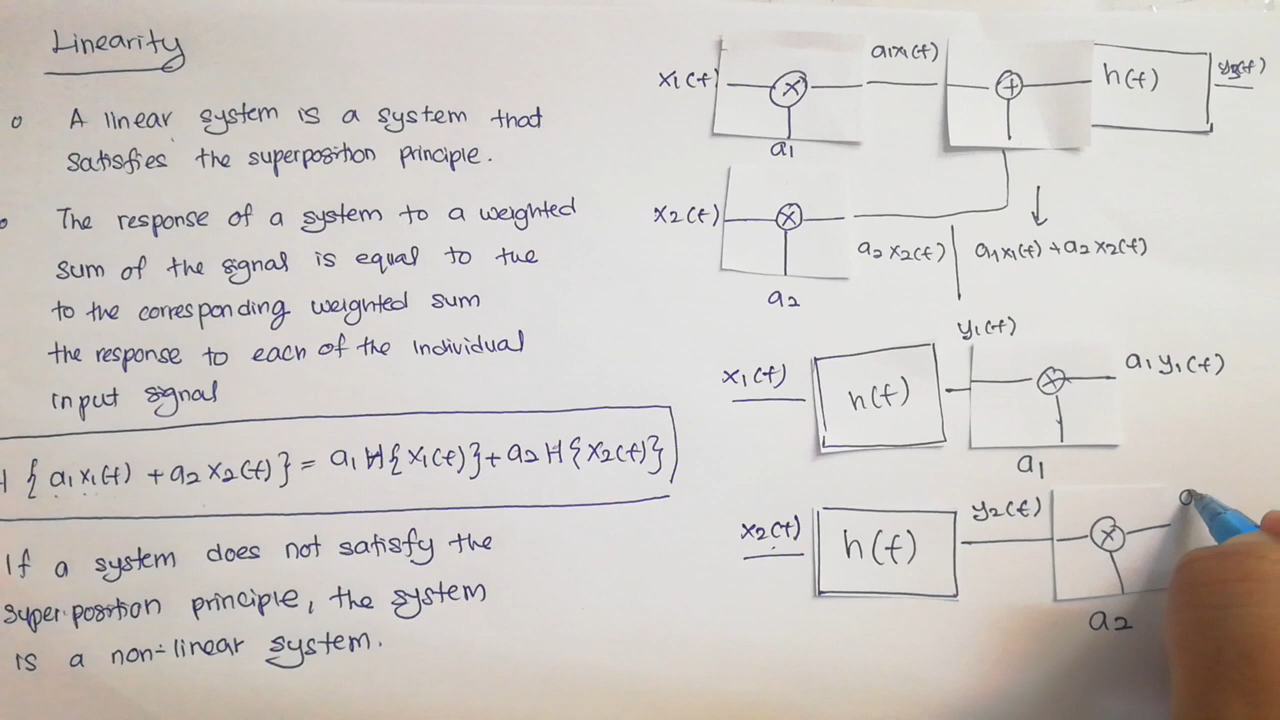 Linearity
A linear system is a system that
satisfies the superposition principle.
The response of a system to a weighted
sum of the signal is equal to the
to the corresponding weighted sum
the response to each of the individual
input signal
H { a1x1(t) + a2x2(t) } = a1H{x1(t)} + a2H{x2(t)}
If a system does not satisfy the
superposition principle, the system
is a non-linear system.
x1(t)
×
a1x1(t)
+
h(t)
a1
x2(t)
×
a2x2(t)
a1x1(t) + a2x2(t)
a2
y1(t)
x1(t)
h(t)
×
a1y1(t)
a1
x2(t)
h(t)
y2(t)
×
a
a2